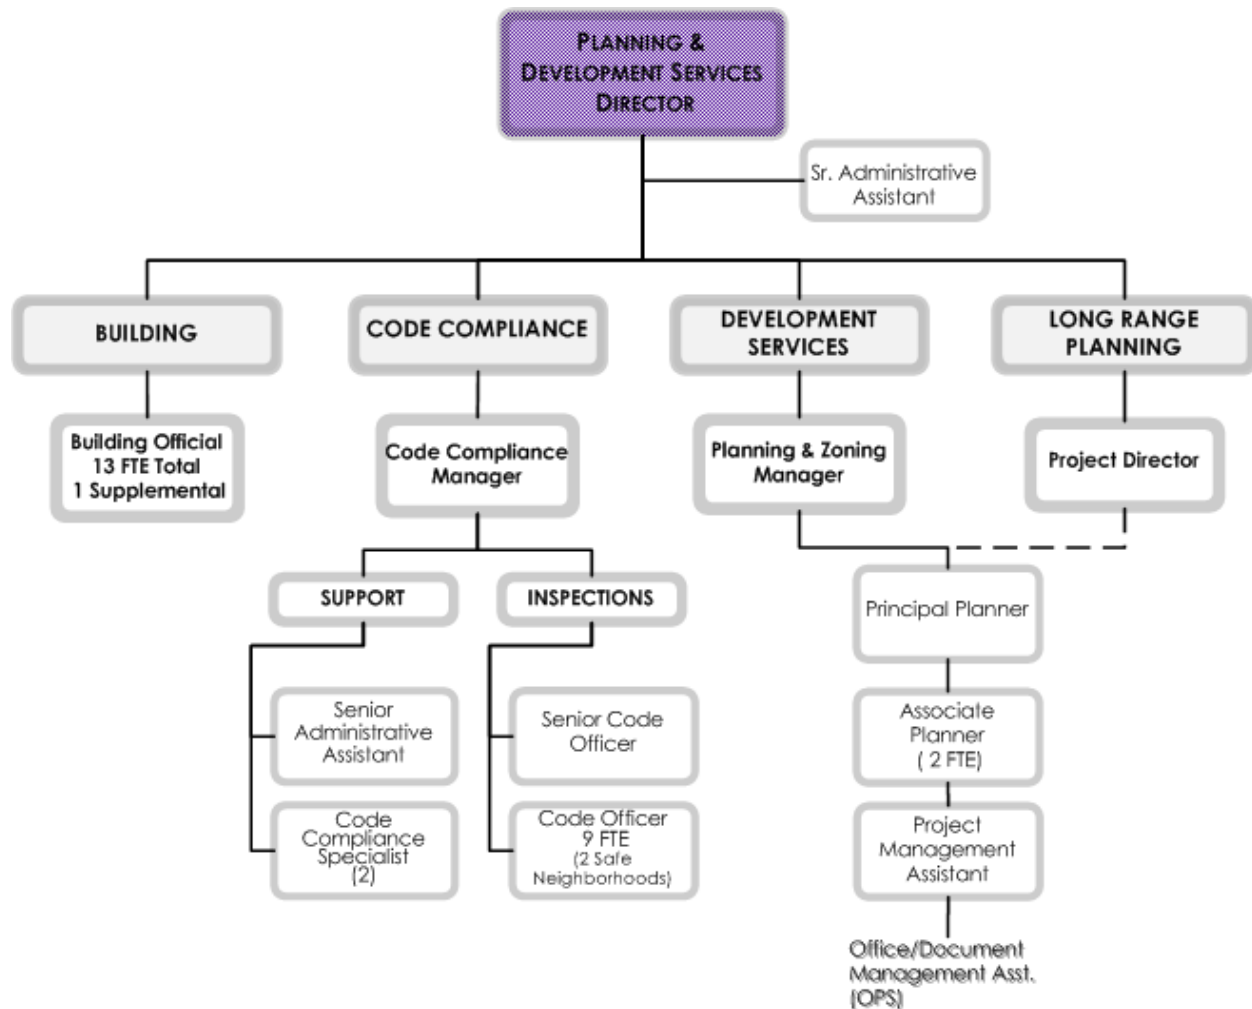 PLANNING &
DEVELOPMENT SERVICES
DIRECTOR
Sr. Administrative
Assistant
BUILDING
CODE COMPLIANCE
DEVELOPMENT
SERVICES
LONG RANGE
PLANNING
Building Official
13 FTE Total
1 Supplemental
Code Compliance
Manager
Planning & Zoning
Manager
Project Director
SUPPORT
INSPECTIONS
Principal Planner
Senior
Administrative
Assistant
Senior Code
Officer
Associate
Planner
( 2 FTE)
Code
Compliance
Specialist
(2)
Code Officer
9 FTE
(2 Safe
Neighborhoods)
Project
Management
Assistant
Office/Document
Management Asst.
(OPS)